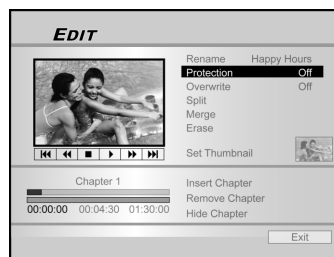 EDIT
Rename Happy Hours
Protection Off
Overwrite Off
Split
Merge
Erase
Set Thumbnail
Chapter 1
00:00:00 00:04:30 01:30:00
Insert Chapter
Remove Chapter
Hide Chapter
Exit